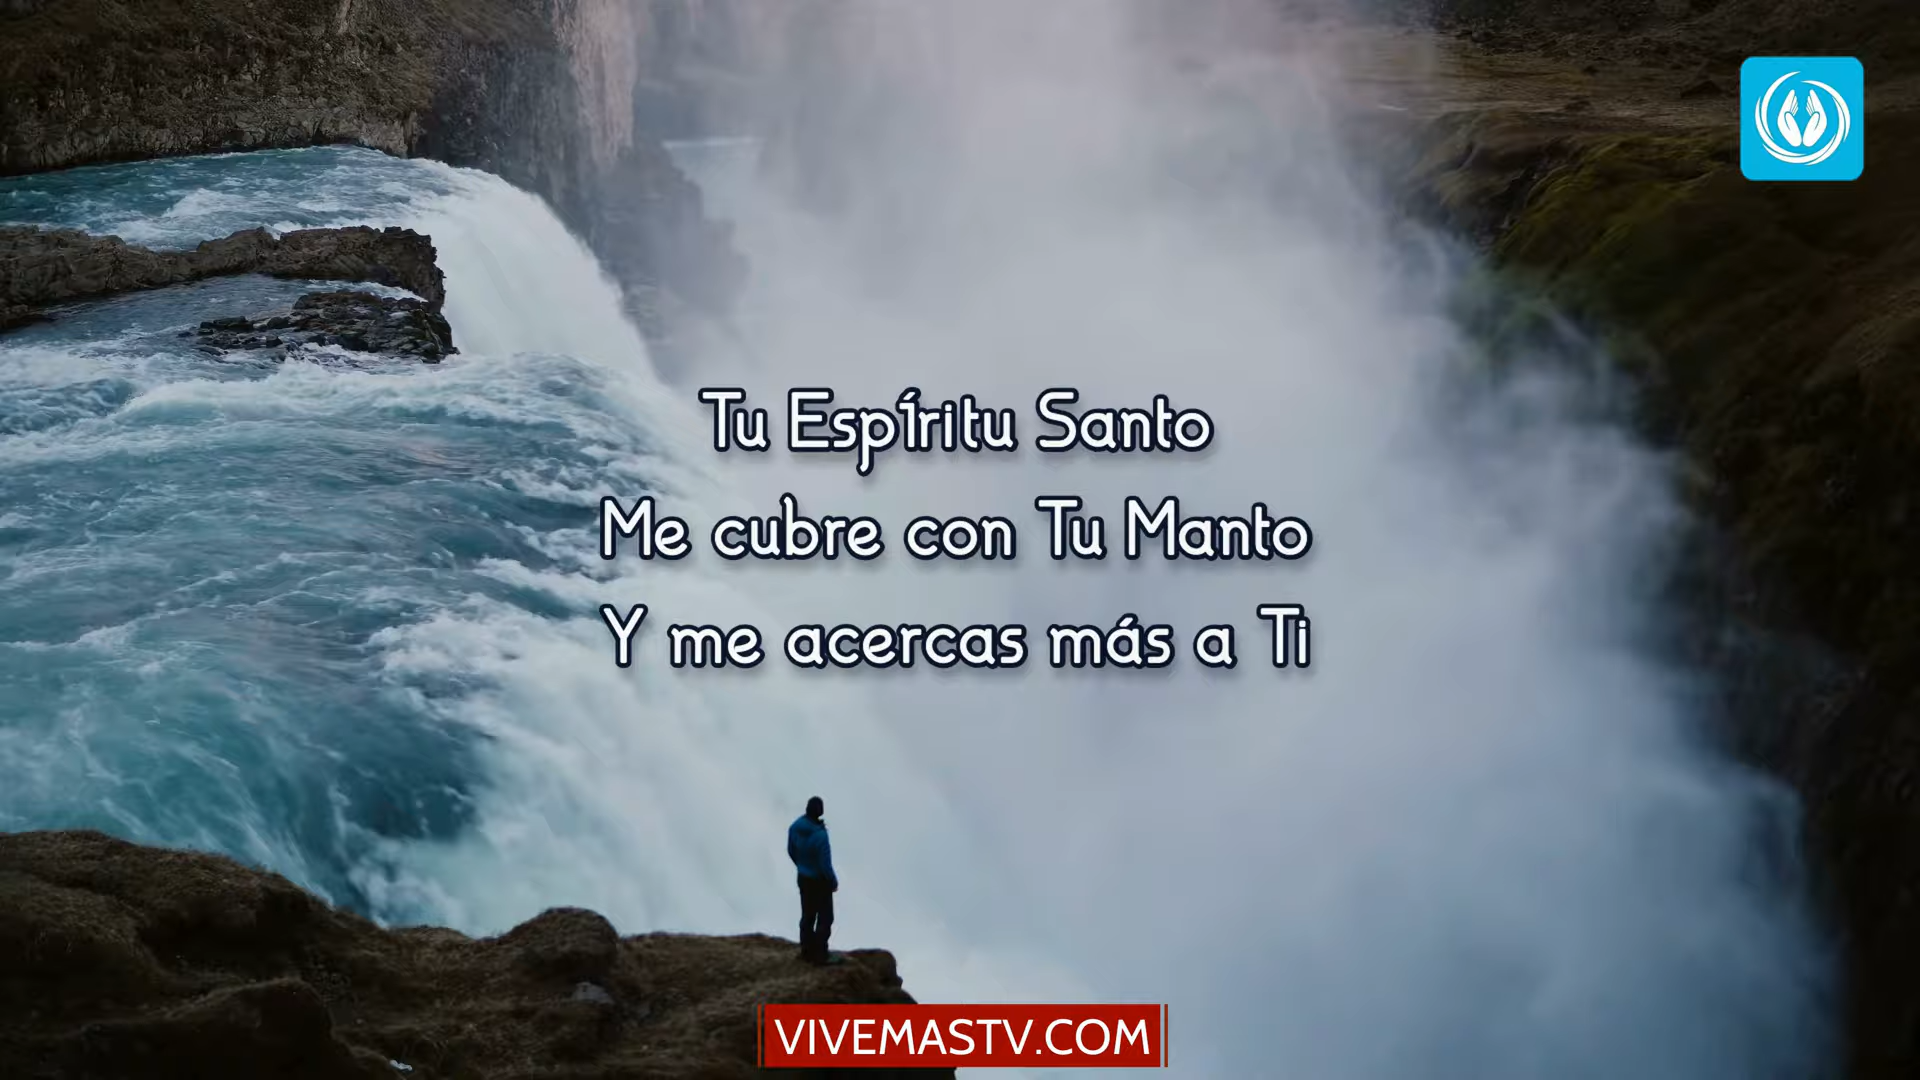 Tu Espíritu Santo
Me cubre con Tu Manto
Y me acercas más a Ti
VIVEMASTV.COM